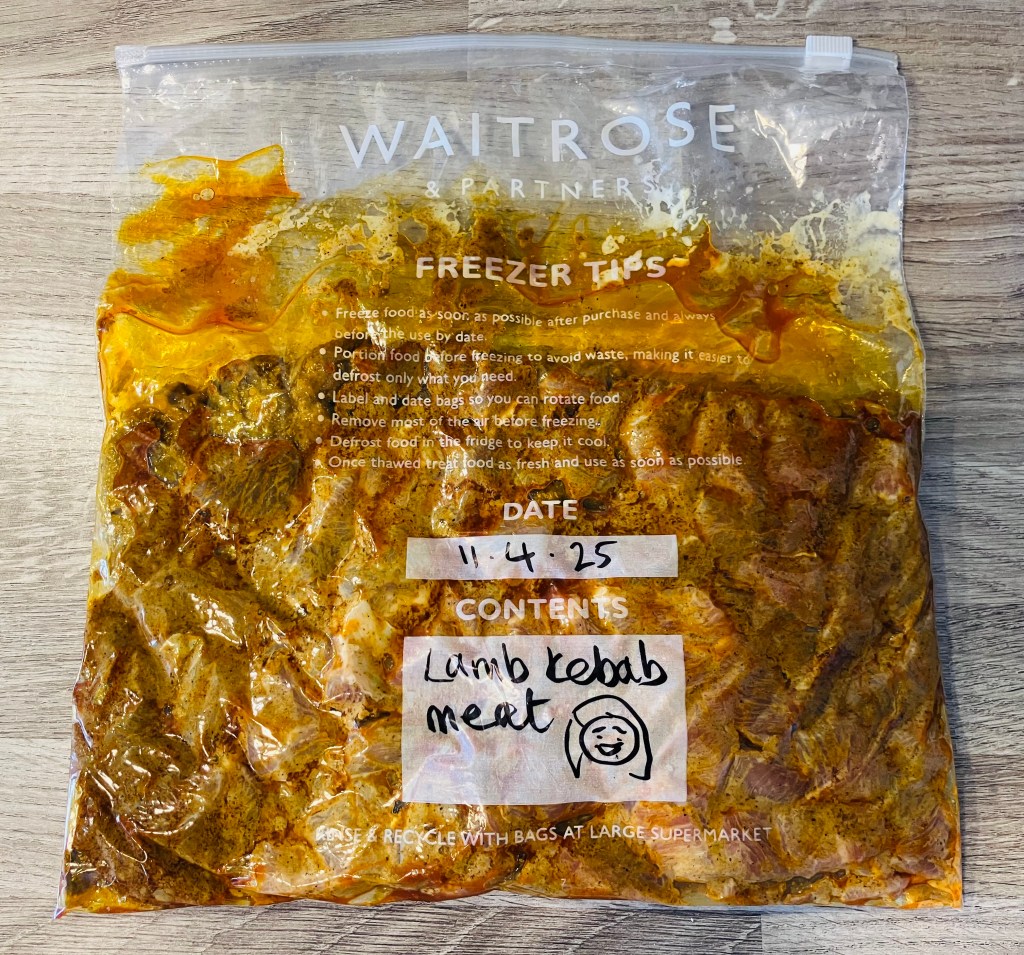 WAITROSE
& PARTNERS
FREEZER TIPS
• Freeze food as soon as possible after purchase and always
before the use by date.
• Portion food before freezing to avoid waste, making it easier to
defrost only what you need.
• Label and date bags so you can rotate food.
• Remove most of the air before freezing.
• Defrost food in the fridge to keep it cool.
• Once thawed treat food as fresh and use as soon as possible.
DATE
11.4.25
CONTENTS
Lamb kebab
meat
RINSE & RECYCLE WITH BAGS AT LARGE SUPERMARKET